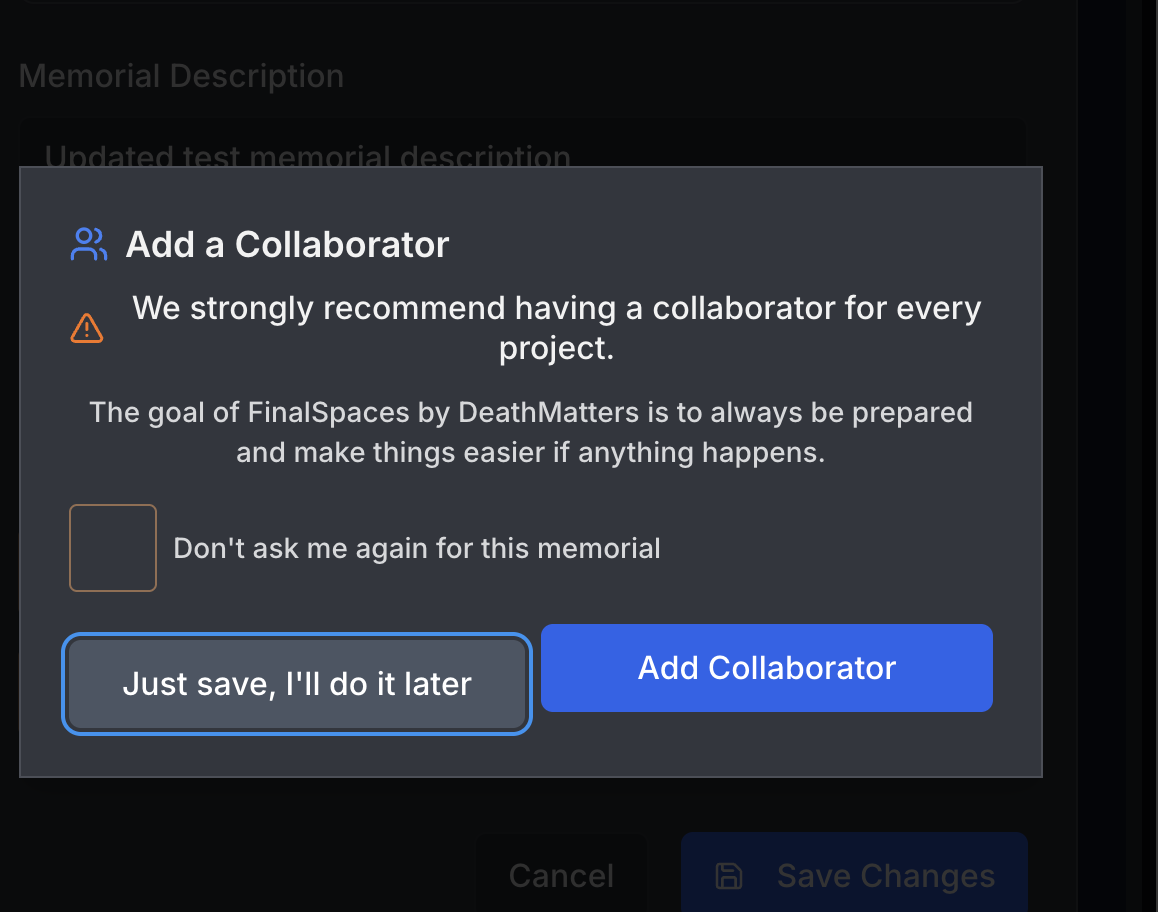 Memorial Description
Updated test memorial description
Add a Collaborator
We strongly recommend having a collaborator for every
project.
The goal of FinalSpaces by DeathMatters is to always be prepared
and make things easier if anything happens.
Don't ask me again for this memorial
Just save, I'll do it later
Add Collaborator
Cancel
Save Changes